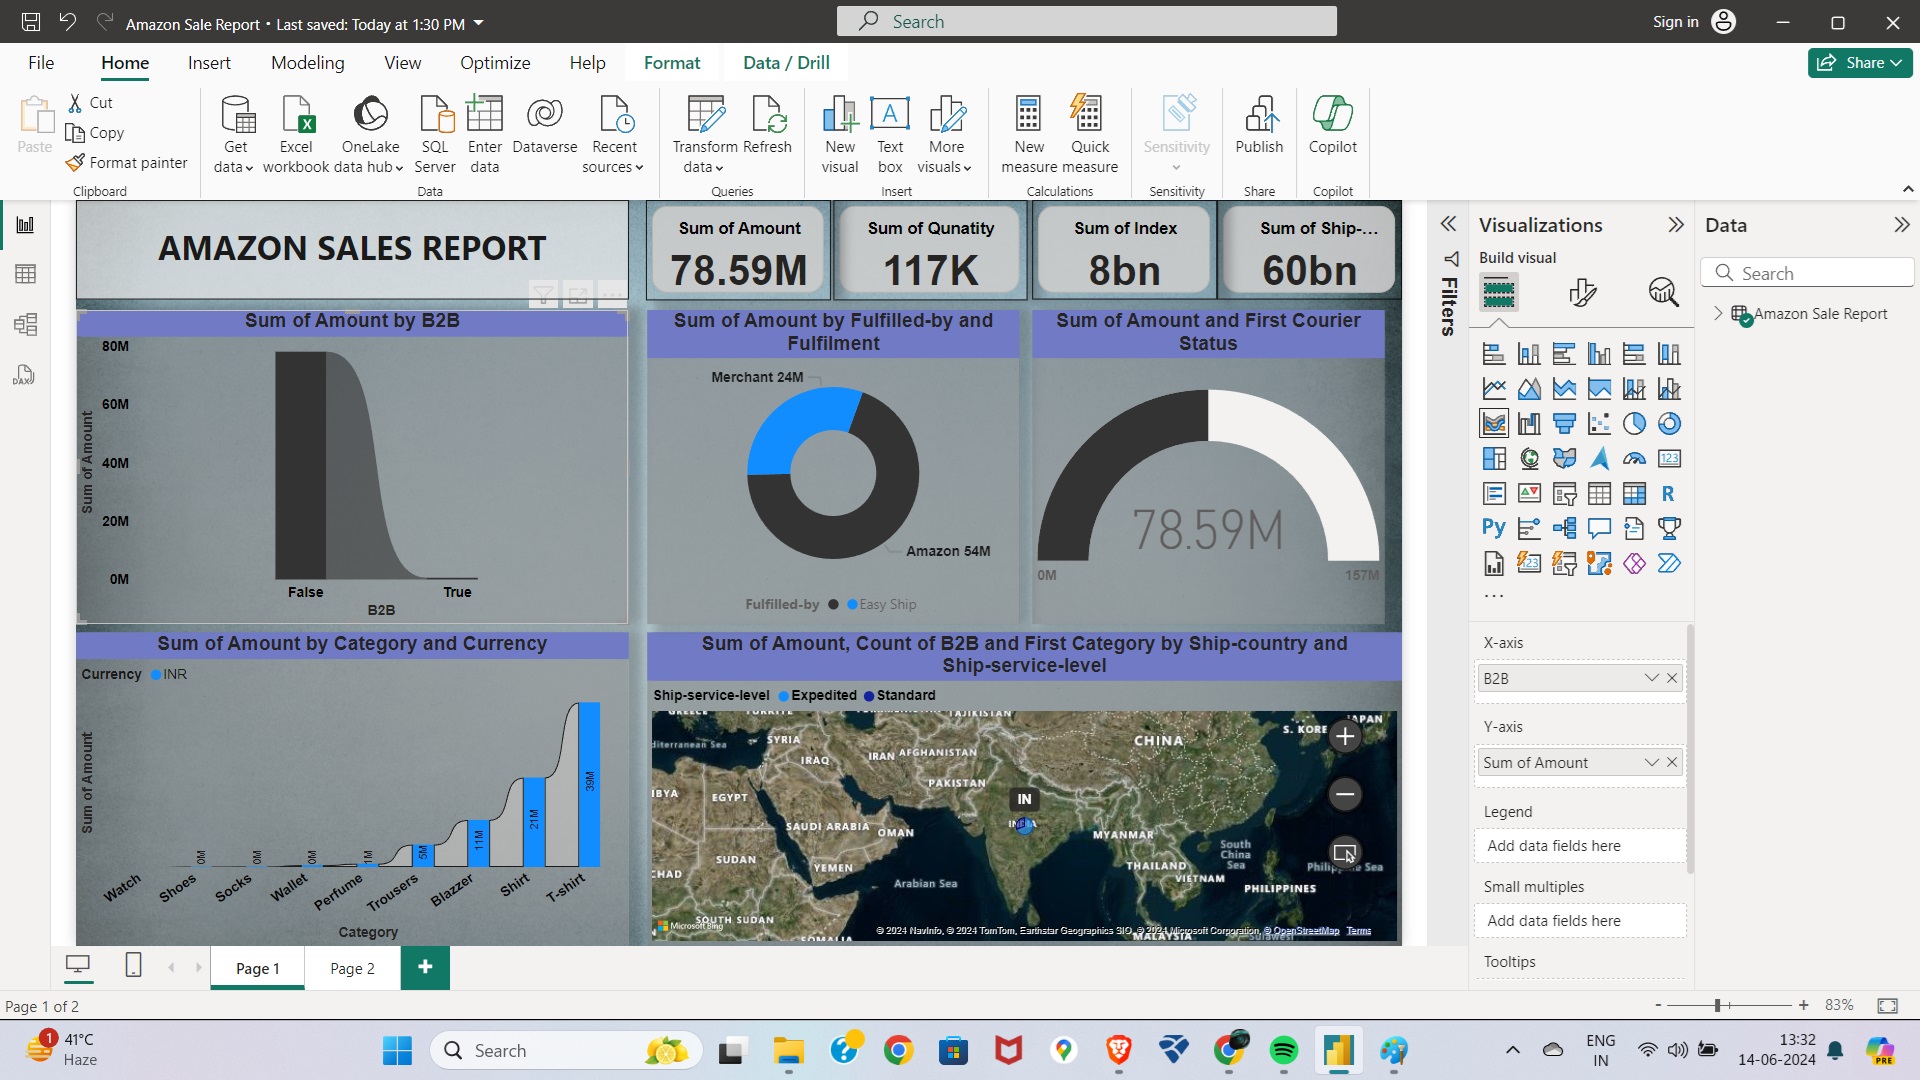 Amazon Sale Report • Last saved: Today at 1:30 PM
Search
Sign in
File
Home
Insert
Modeling
View
Optimize
Help
Format
Data / Drill
Share
Paste
Cut
Copy
Format painter
Clipboard
Get data
Excel workbook
OneLake data hub
SQL Server
Enter data
Dataverse
Recent sources
Data
Transform data
Refresh
Queries
New visual
Text box
More visuals
Insert
New measure
Quick measure
Calculations
Sensitivity
Sensitivity
Publish
Share
Copilot
Copilot
AMAZON SALES REPORT
Sum of Amount
78.59M
Sum of Qunatity
117K
Sum of Index
8bn
Sum of Ship-...
60bn
Sum of Amount by B2B
80M
60M
40M
20M
0M
Sum of Amount
False
True
B2B
Sum of Amount by Fulfilled-by and
Fulfilment
Merchant 24M
Amazon 54M
Fulfilled-by
Easy Ship
Sum of Amount and First Courier
Status
78.59M
0M
157M
Sum of Amount by Category and Currency
Currency
INR
Sum of Amount
0M
0M
0M
1M
5M
11M
21M
39M
Watch
Shoes
Socks
Wallet
Perfume
Trousers
Blazzer
Shirt
T-shirt
Category
Sum of Amount, Count of B2B and First Category by Ship-country and
Ship-service-level
Ship-service-level
Expedited
Standard
SYRIA
IRAQ
IRAN
AFGHANISTAN
CHINA
S. KORE
PAKISTAN
EGYPT
IN
SAUDI ARABIA
OMAN
MYANMAR
SUDAN
YEMEN
THAILAND
South
China
Sea
VIETNAM
CHAD
Arabian Sea
PHILIPPINES
SOUTH SUDAN
Microsoft Bing
© 2024 NavInfo, © 2024 TomTom, Earthstar Geographics SIO, © 2024 Microsoft Corporation, © OpenStreetMap
Terms
MALAYSIA
Filters
Visualizations
Build visual
R
Py
123
X-axis
B2B
Y-axis
Sum of Amount
Legend
Add data fields here
Small multiples
Add data fields here
Tooltips
Data
Search
Amazon Sale Report
Page 1
Page 2
Page 1 of 2
83%
1
41°C
Haze
Search
ENG
IN
13:32
14-06-2024
PRE